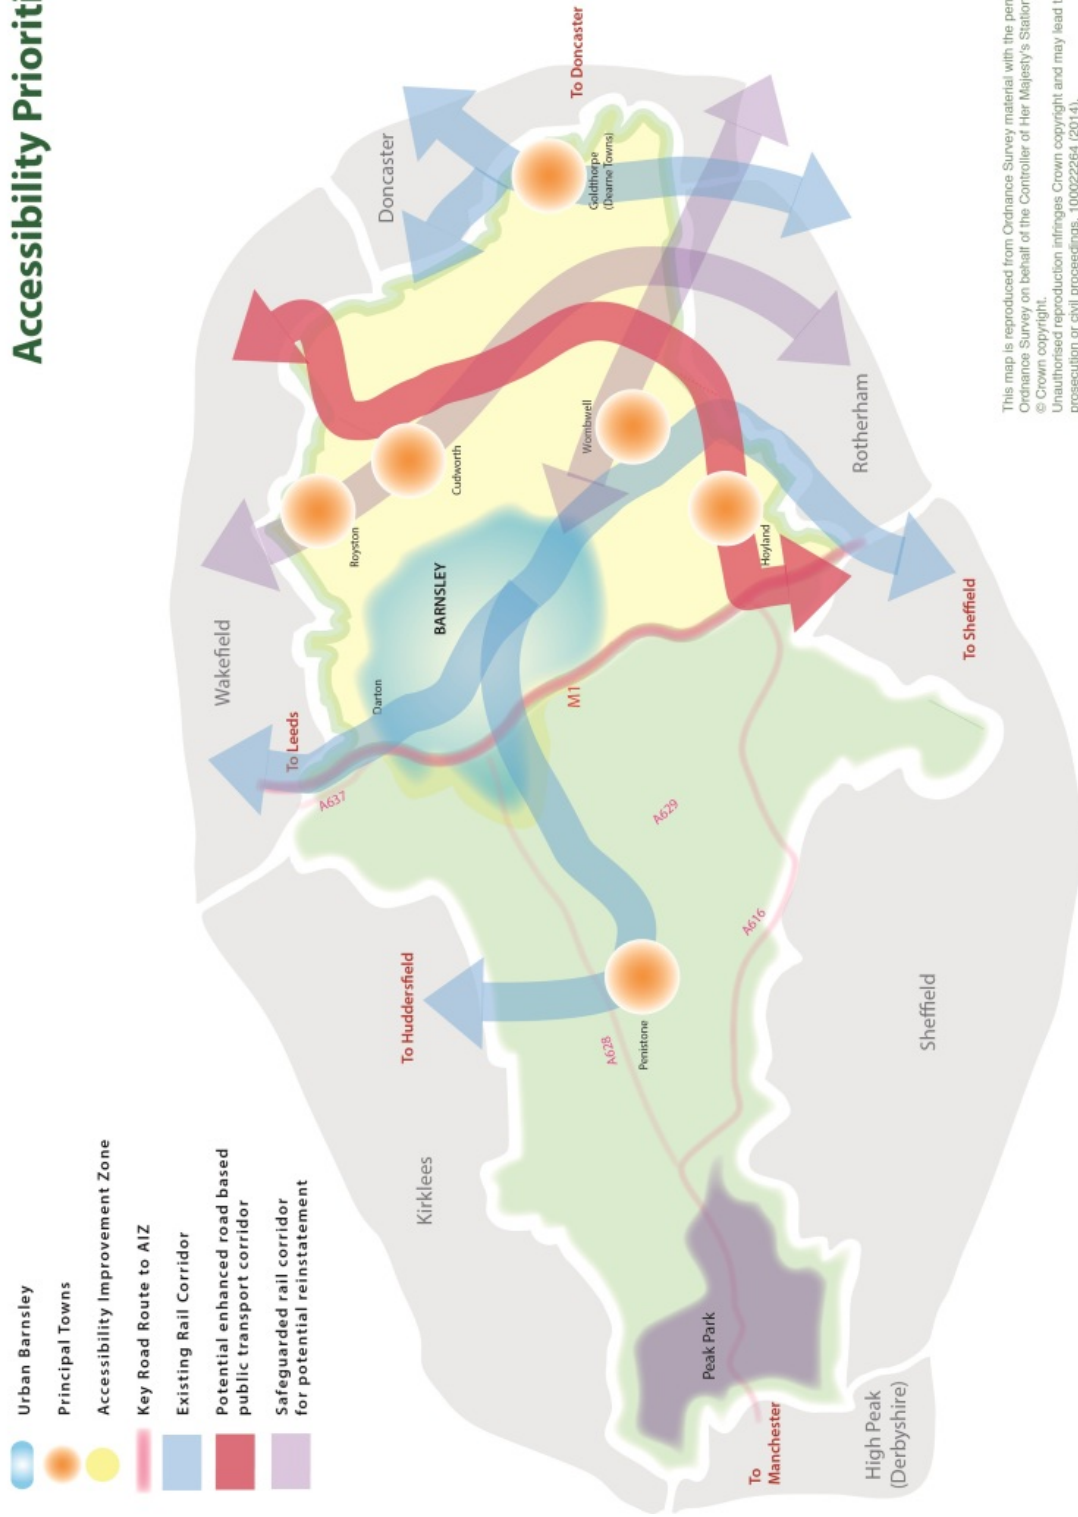 Accessibility Prioriti
Urban Barnsley
Principal Towns
Accessibility Improvement Zone
Key Road Route to AIZ
Existing Rail Corridor
Potential enhanced road based
public transport corridor
Safeguarded rail corridor
for potential reinstatement
Wakefield
Doncaster
Kirklees
To Leeds
To Huddersfield
To Doncaster
A637
Royston
Cudworth
Darton
BARNSLEY
Goldthorpe
(Dearne Towns)
Wombwell
M1
A628
Penistone
A629
Hoyland
A616
Peak Park
To
Manchester
High Peak
(Derbyshire)
Sheffield
Rotherham
To Sheffield
This map is reproduced from Ordnance Survey material with the per
Ordnance Survey on behalf of the Controller of Her Majesty's Station
© Crown copyright.
Unauthorised reproduction infringes Crown copyright and may lead t
prosecution or civil proceedings. 100022264 (2014).